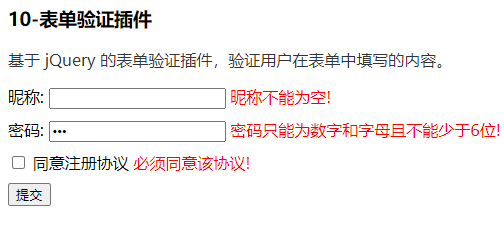 10-表单验证插件
基于 jQuery 的表单验证插件，验证用户在表单中填写的内容。
昵称: 昵称不能为空!
密码: ••• 密码只能为数字和字母且不能少于6位!
同意注册协议 必须同意该协议!
提交